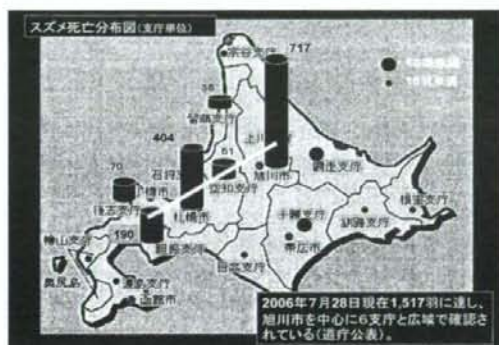 スズメ死亡分布図(支庁単位)
宗谷支庁
717
38
留萌支庁
404
上川
石狩
61
網走支庁
空知支庁
旭川市
70
小樽市
後志支庁
札幌市
十勝支庁
釧路支庁
根室支庁
190
胆振支庁
帯広市
日高支庁
桧山支庁
奥尻島
渡島支庁
函館市
2006年7月28日現在1,517羽に達し、
旭川市を中心に6支庁と広域で確認さ
れている(道庁公表)。